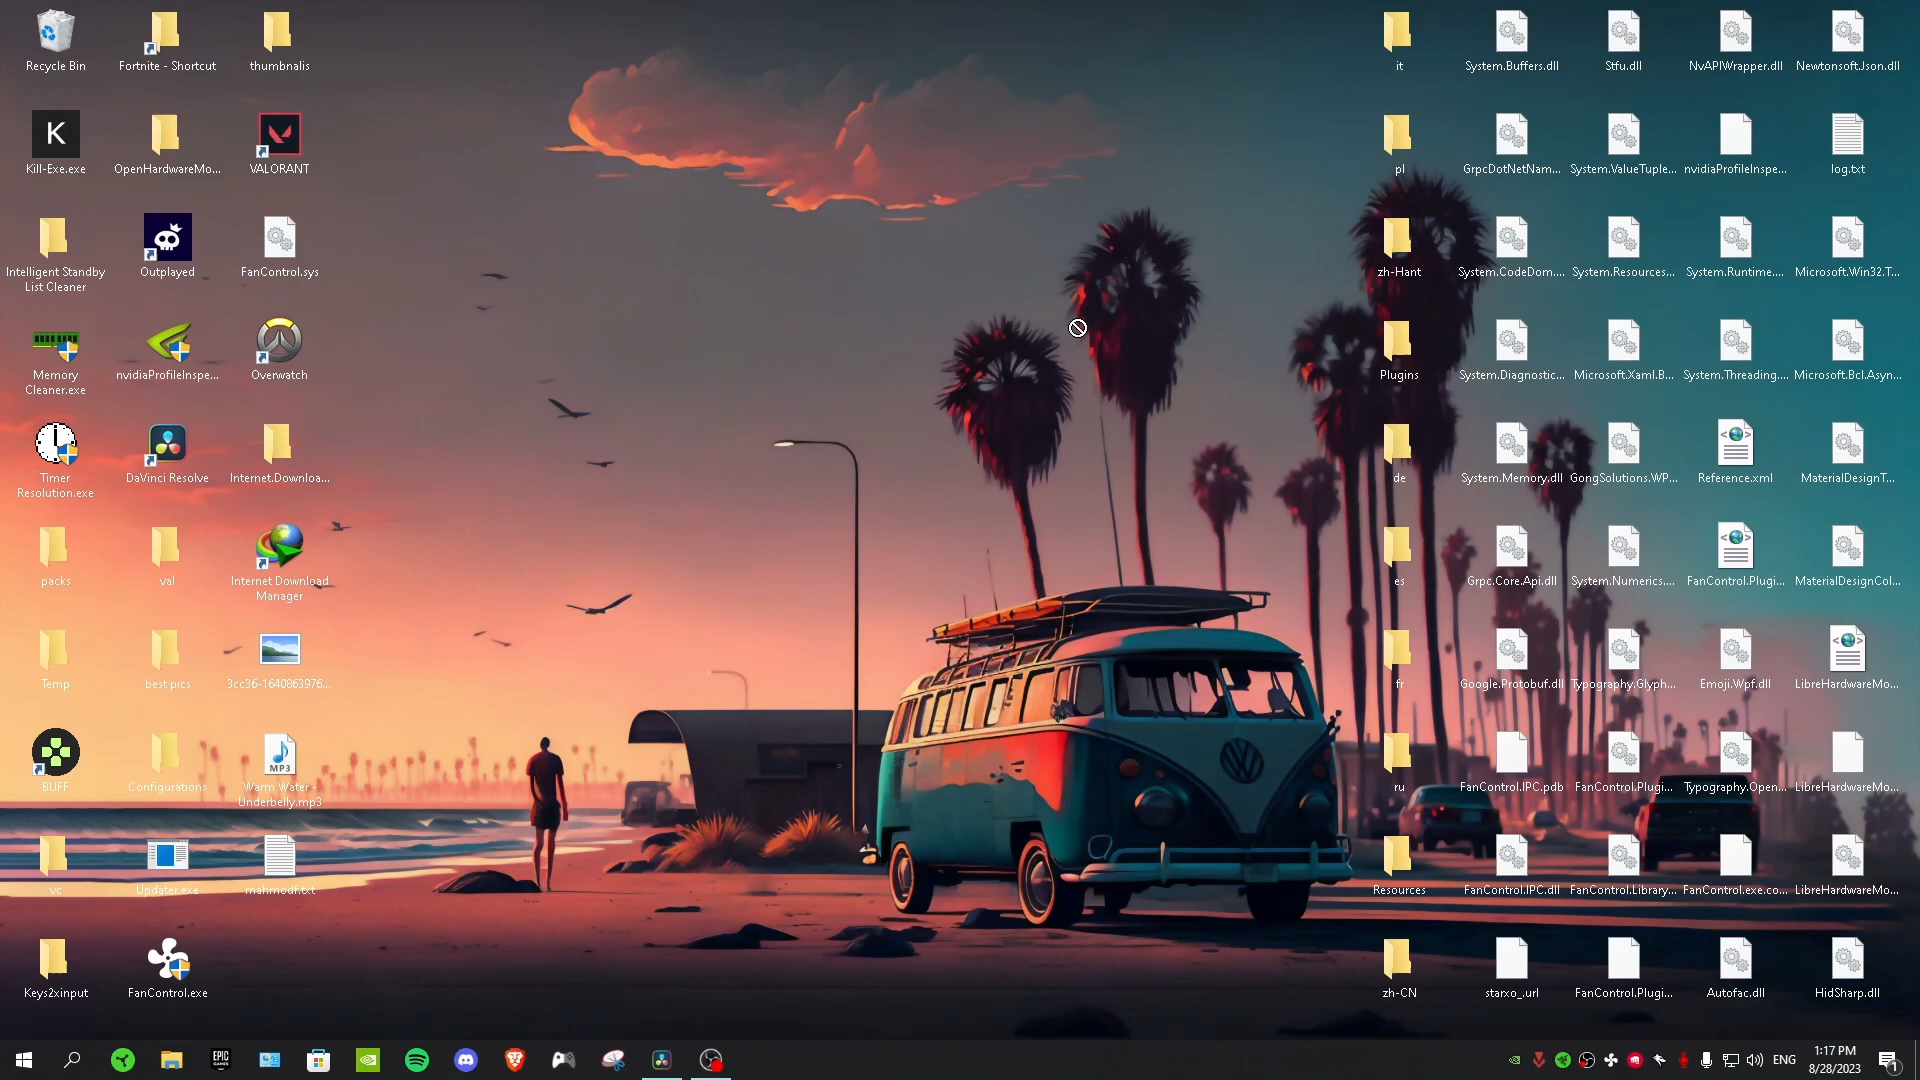 Recycle Bin
Fortnite - Shortcut
thumbnalis
K
Kill-Exe.exe
OpenHardwareMo...
VALORANT
Intelligent Standby
List Cleaner
Outplayed
FanControl.sys
Memory
Cleaner.exe
nvidiaProfileInspe...
Overwatch
Timer
Resolution.exe
DaVinci Resolve
Internet.Downloa...
packs
val
Internet Download
Manager
Temp
best pics
3cc36-1640863976...
BUFF
Configurations
MP3
Warm Water -
Underbelly.mp3
vc
Updater.exe
mahmodf.txt
Keys2xinput
FanControl.exe
it
System.Buffers.dll
Stfu.dll
NvAPIWrapper.dll
Newtonsoft.Json.dll
pl
GrpcDotNetNam...
System.ValueTuple...
nvidiaProfileInspe...
log.txt
zh-Hant
System.CodeDom....
System.Resources...
System.Runtime....
Microsoft.Win32.T...
Plugins
System.Diagnostic...
Microsoft.Xaml.B...
System.Threading....
Microsoft.Bcl.Asyn...
de
System.Memory.dll
GongSolutions.WP...
Reference.xml
MaterialDesignT...
es
Grpc.Core.Api.dll
System.Numerics....
FanControl.Plugi...
MaterialDesignCol...
fr
Google.Protobuf.dll
Typography.Glyph...
Emoji.Wpf.dll
LibreHardwareMo...
ru
FanControl.IPC.pdb
FanControl.Plugi...
Typography.Open...
LibreHardwareMo...
Resources
FanControl.IPC.dll
FanControl.Library...
FanControl.exe.co...
LibreHardwareMo...
zh-CN
starxo_.url
FanControl.Plugi...
Autofac.dll
HidSharp.dll
EPIC
GAMES
ENG
1:17 PM
8/28/2023
1